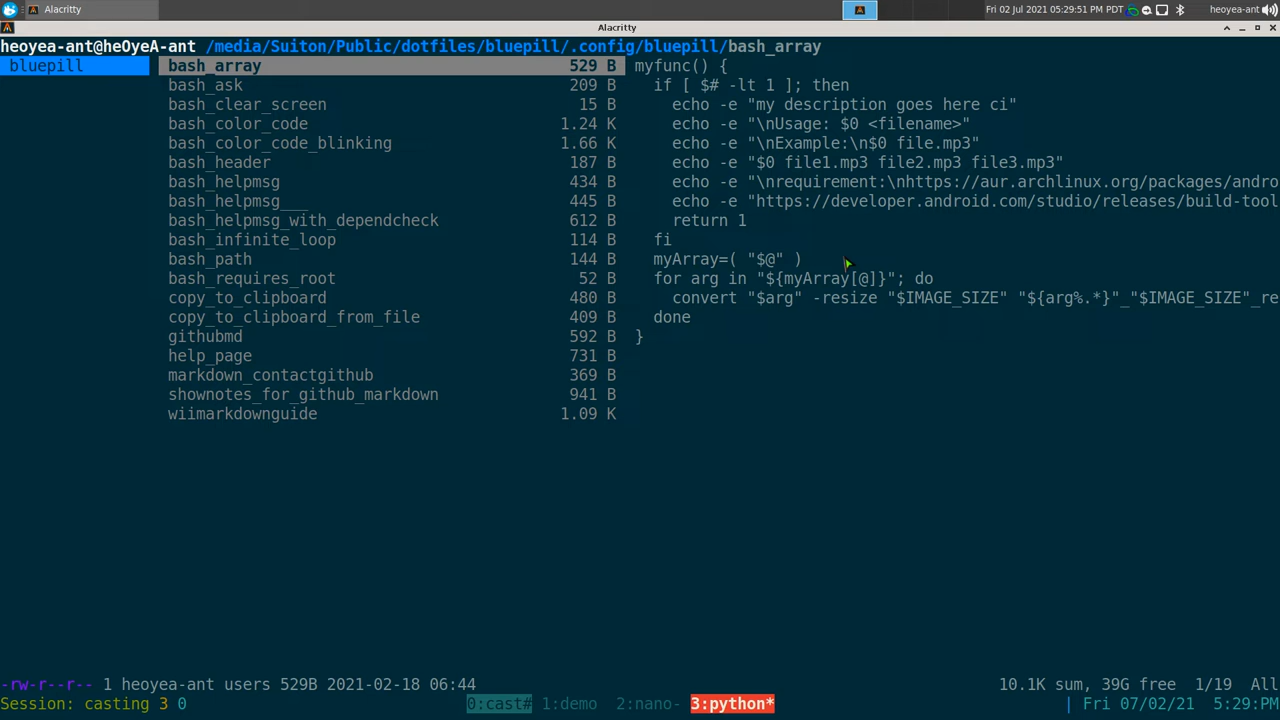 Alacritty
Fri 02 Jul 2021 05:29:51 PM PDT
heoyea-ant
Alacritty
heoyea-ant@heOyeA-ant /media/Suiton/Public/dotfiles/bluepill/.config/bluepill/bash_array
bluepill
bash_array 529 B
bash_ask 209 B
bash_clear_screen 15 B
bash_color_code 1.24 K
bash_color_code_blinking 1.66 K
bash_header 187 B
bash_helpmsg 434 B
bash_helpmsg___ 445 B
bash_helpmsg_with_dependcheck 612 B
bash_infinite_loop 114 B
bash_path 144 B
bash_requires_root 52 B
copy_to_clipboard 480 B
copy_to_clipboard_from_file 409 B
githubmd 592 B
help_page 731 B
markdown_contactgithub 369 B
shownotes_for_github_markdown 941 B
wiimarkdownguide 1.09 K
myfunc() {
if [ $# -lt 1 ]; then
echo -e "my description goes here ci"
echo -e "\nUsage: $0 <filename>"
echo -e "\nExample:\n$0 file.mp3"
echo -e "$0 file1.mp3 file2.mp3 file3.mp3"
echo -e "\nrequirement:\nhttps://aur.archlinux.org/packages/andro
echo -e "https://developer.android.com/studio/releases/build-tool
return 1
fi
myArray=( "$@" )
for arg in "${myArray[@]}"; do
convert "$arg" -resize "$IMAGE_SIZE" "${arg%.*}"_"$IMAGE_SIZE"_re
done
}
-rw-r--r-- 1 heoyea-ant users 529B 2021-02-18 06:44
10.1K sum, 39G free 1/19 All
Session: casting 3 0
0:cast# 1:demo 2:nano- 3:python*
| Fri 07/02/21 5:29:PM